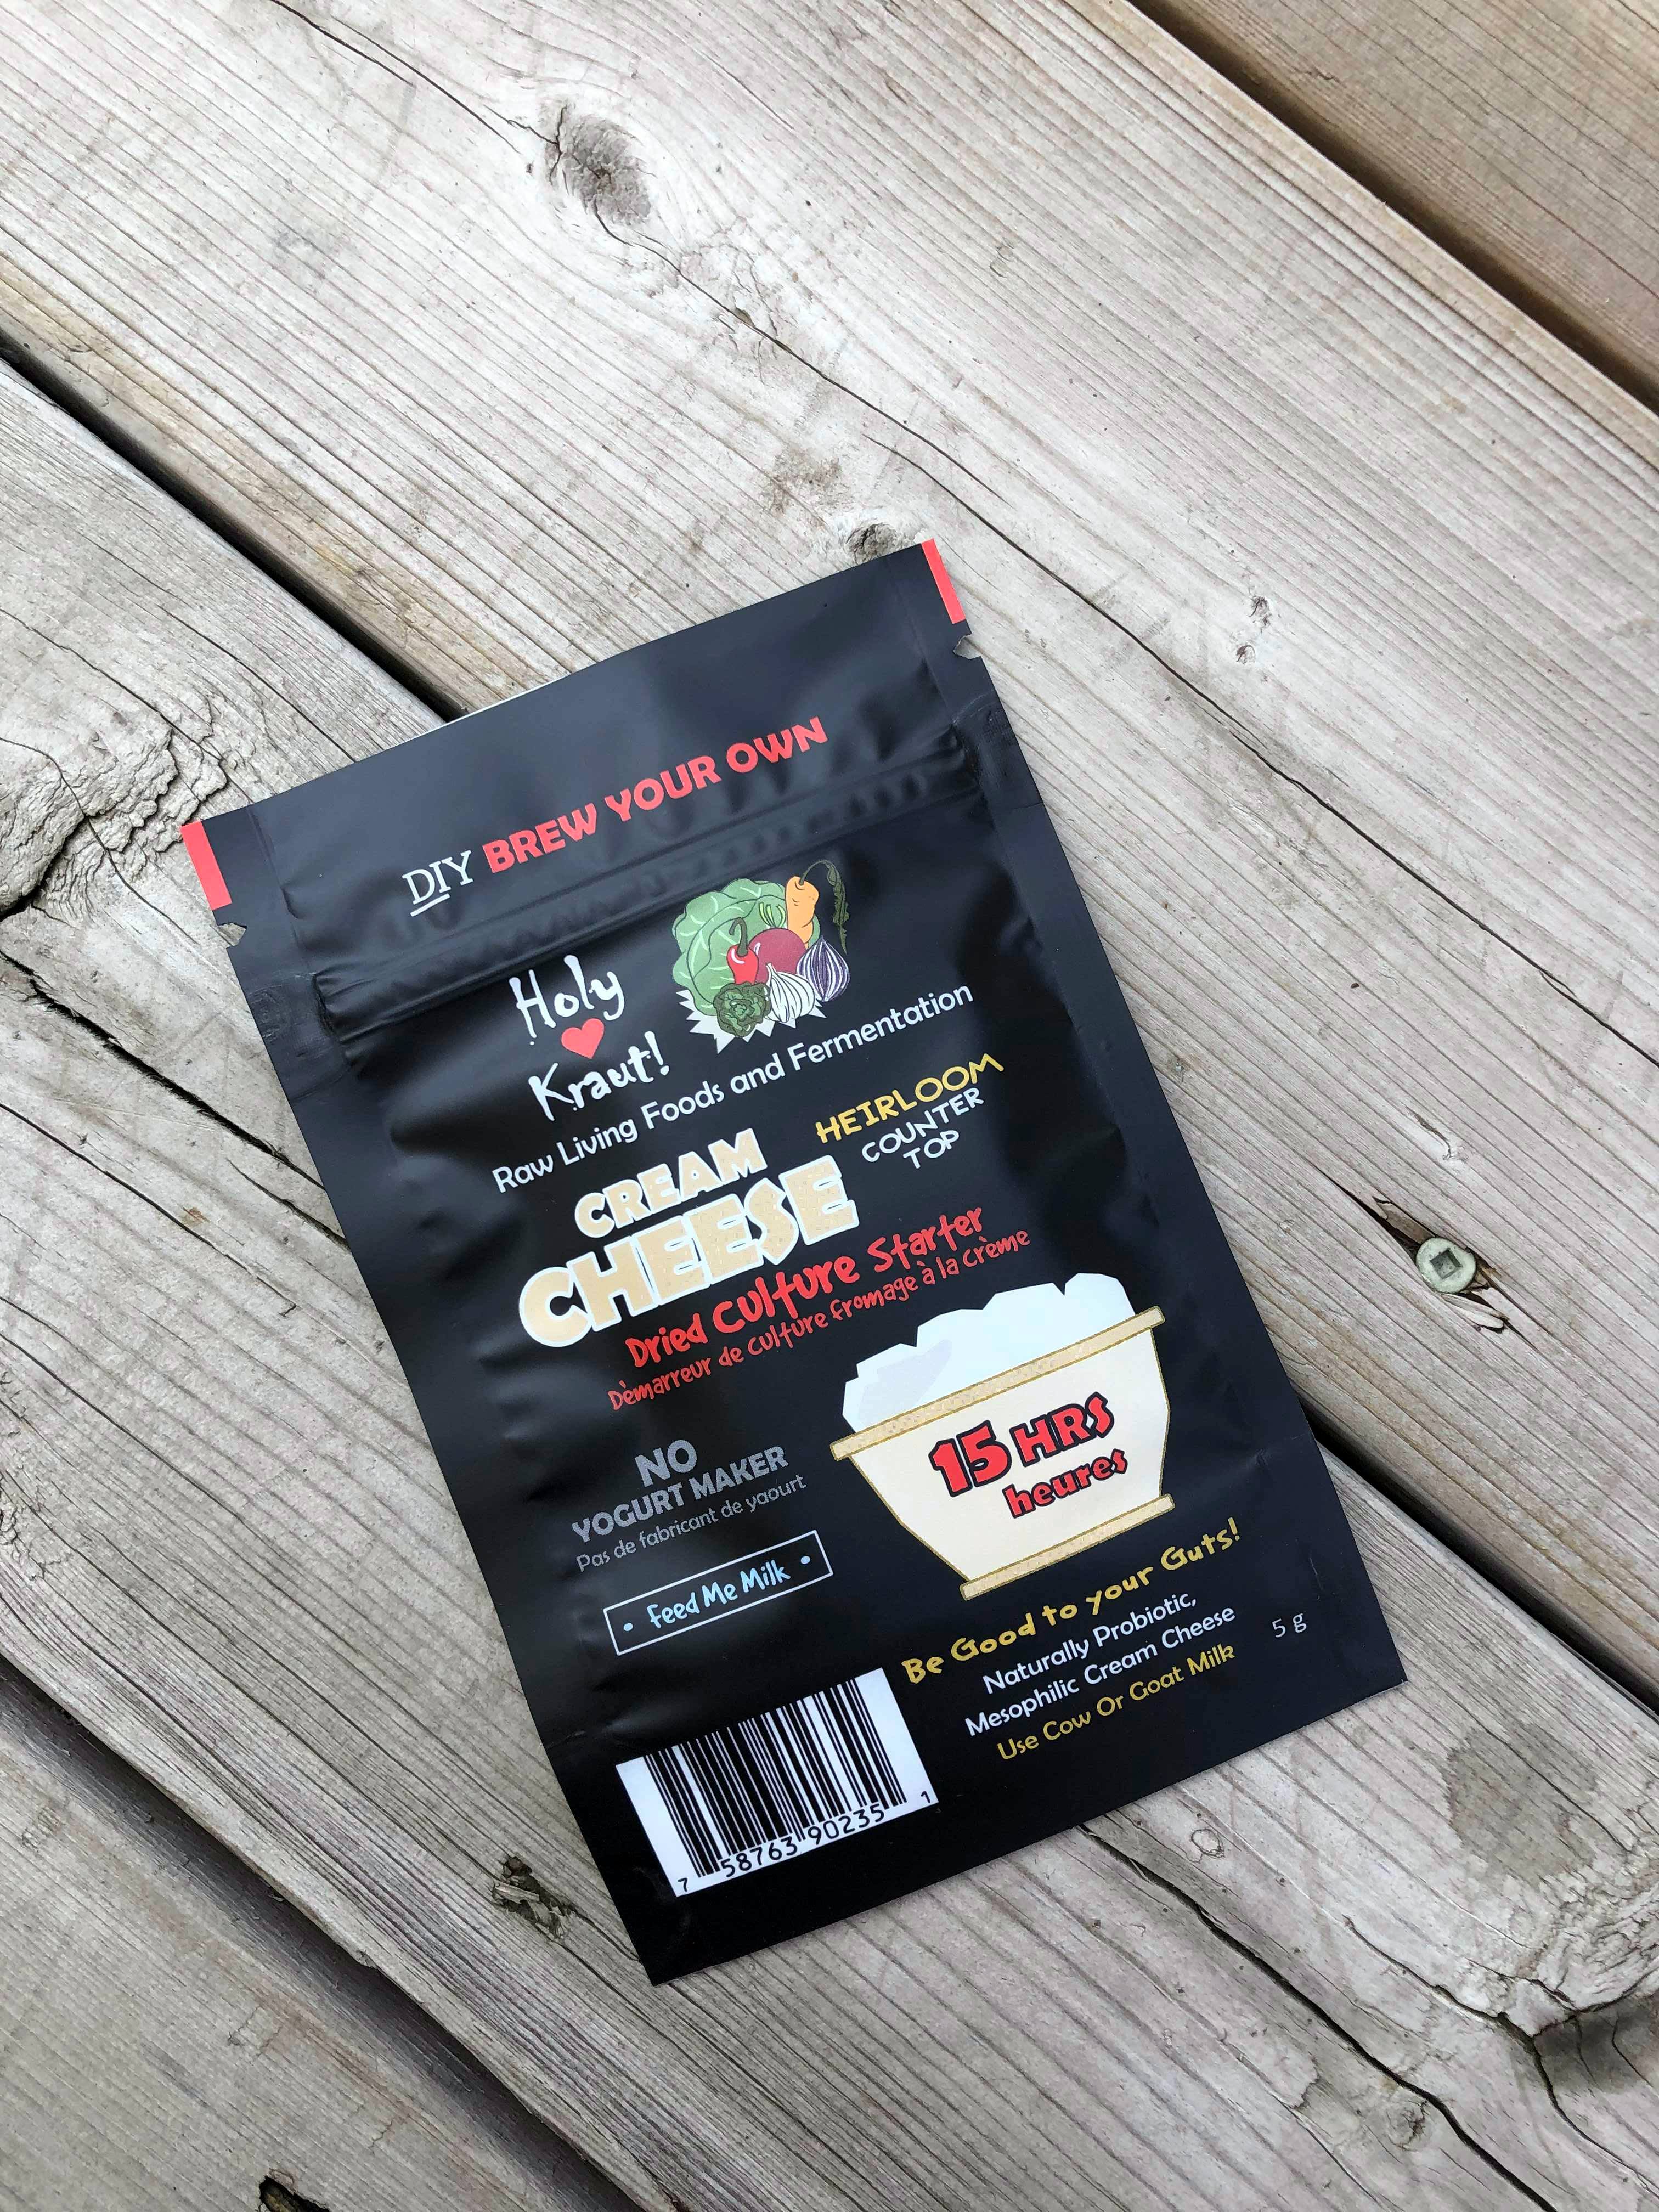 DIY BREW YOUR OWN
Holy
Kraut!
Raw Living Foods and Fermentation
HEIRLOOM
COUNTER
TOP
CREAM
CHEESE
Dried Culture Starter
Dèmarreur de culture fromage à la crème
15 HRS
heures
NO
YOGURT MAKER
Pas de fabricant de yaourt
• Feed Me Milk •
Be Good to your Guts!
Naturally Probiotic,
Mesophilic Cream Cheese
Use Cow Or Goat Milk
5 g
7 58763 90235 1